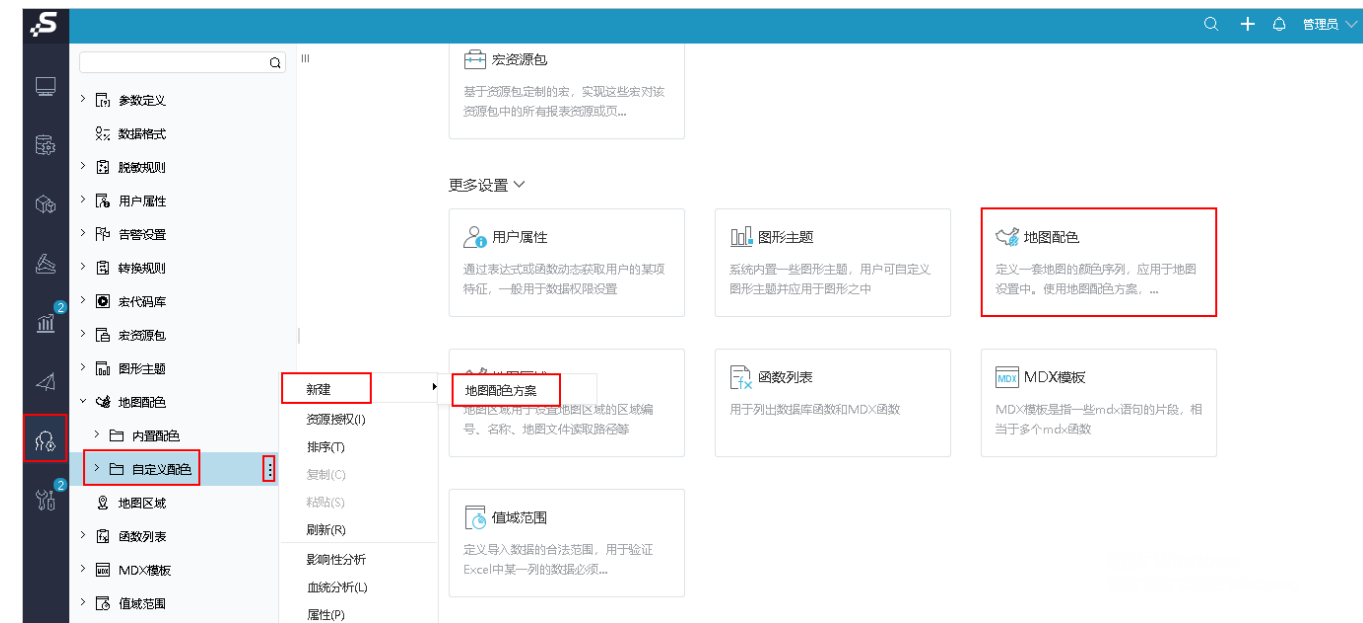 管理员
参数定义
数据格式
脱敏规则
用户属性
告警设置
转换规则
宏代码库
宏资源包
图形主题
地图配色
内置配色
自定义配色
地图区域
函数列表
MDX模板
值域范围
2
2
新建
资源授权(I)
排序(T)
复制(C)
粘贴(S)
刷新(R)
影响性分析
血统分析(L)
属性(P)
地图配色方案
宏资源包
基于资源包定制的宏，实现这些宏对该
资源包中的所有报表资源或页...
更多设置
用户属性
通过表达式或函数动态获取用户的某项
特征，一般用于数据权限设置
图形主题
系统内置一些图形主题，用户可自定义
图形主题并应用于图形之中
地图配色
定义一套地图的颜色序列，应用于地图
设置中。使用地图配色方案，...
地图区域用于设置地图区域的区域编
号、名称、地图文件读取路径等
函数列表
用于列出数据库函数和MDX函数
MDX模板
MDX模板是指一些mdx语句的片段，相
当于多个mdx函数
值域范围
定义导入数据的合法范围，用于验证
Excel中某一列的数据必须...